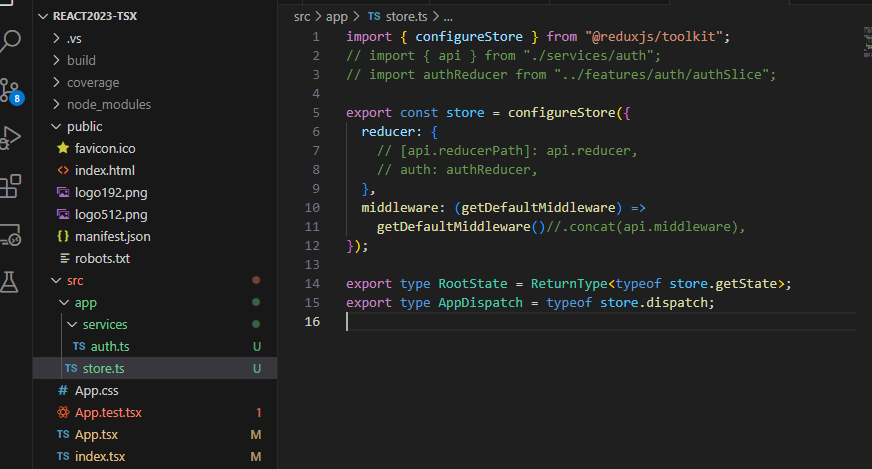 REACT2023-TSX
.vs
build
coverage
node_modules
public
favicon.ico
<> index.html
logo192.png
logo512.png
{} manifest.json
robots.txt
src
app
services
TS auth.ts U
TS store.ts U
# App.css
App.test.tsx 1
TS App.tsx M
TS index.tsx M
8
src > app > TS store.ts > ...
1 import { configureStore } from "@reduxjs/toolkit";
2 // import { api } from "./services/auth";
3 // import authReducer from "../features/auth/authSlice";
4
5 export const store = configureStore({
6 reducer: {
7 // [api.reducerPath]: api.reducer,
8 // auth: authReducer,
9 },
10 middleware: (getDefaultMiddleware) =>
11 getDefaultMiddleware()//.concat(api.middleware),
12 });
13
14 export type RootState = ReturnType<typeof store.getState>;
15 export type AppDispatch = typeof store.dispatch;
16